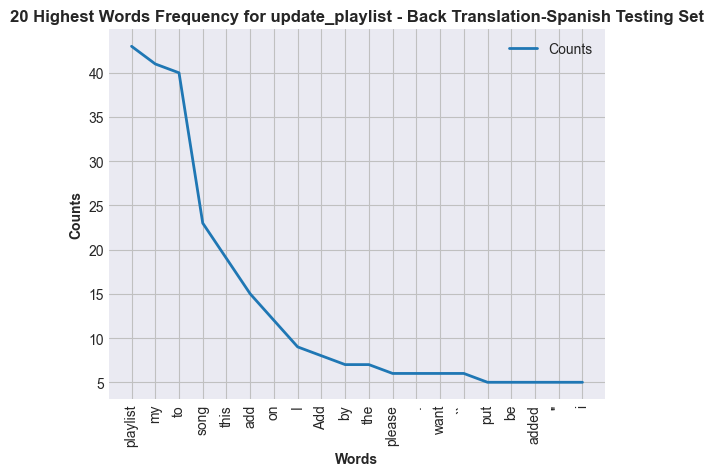 20 Highest Words Frequency for update_playlist - Back Translation-Spanish Testing Set
Counts
40
35
30
25
20
15
10
5
Counts
playlist
my
to
song
this
add
on
I
Add
by
the
please
.
want
``
put
be
added
"
i
Words